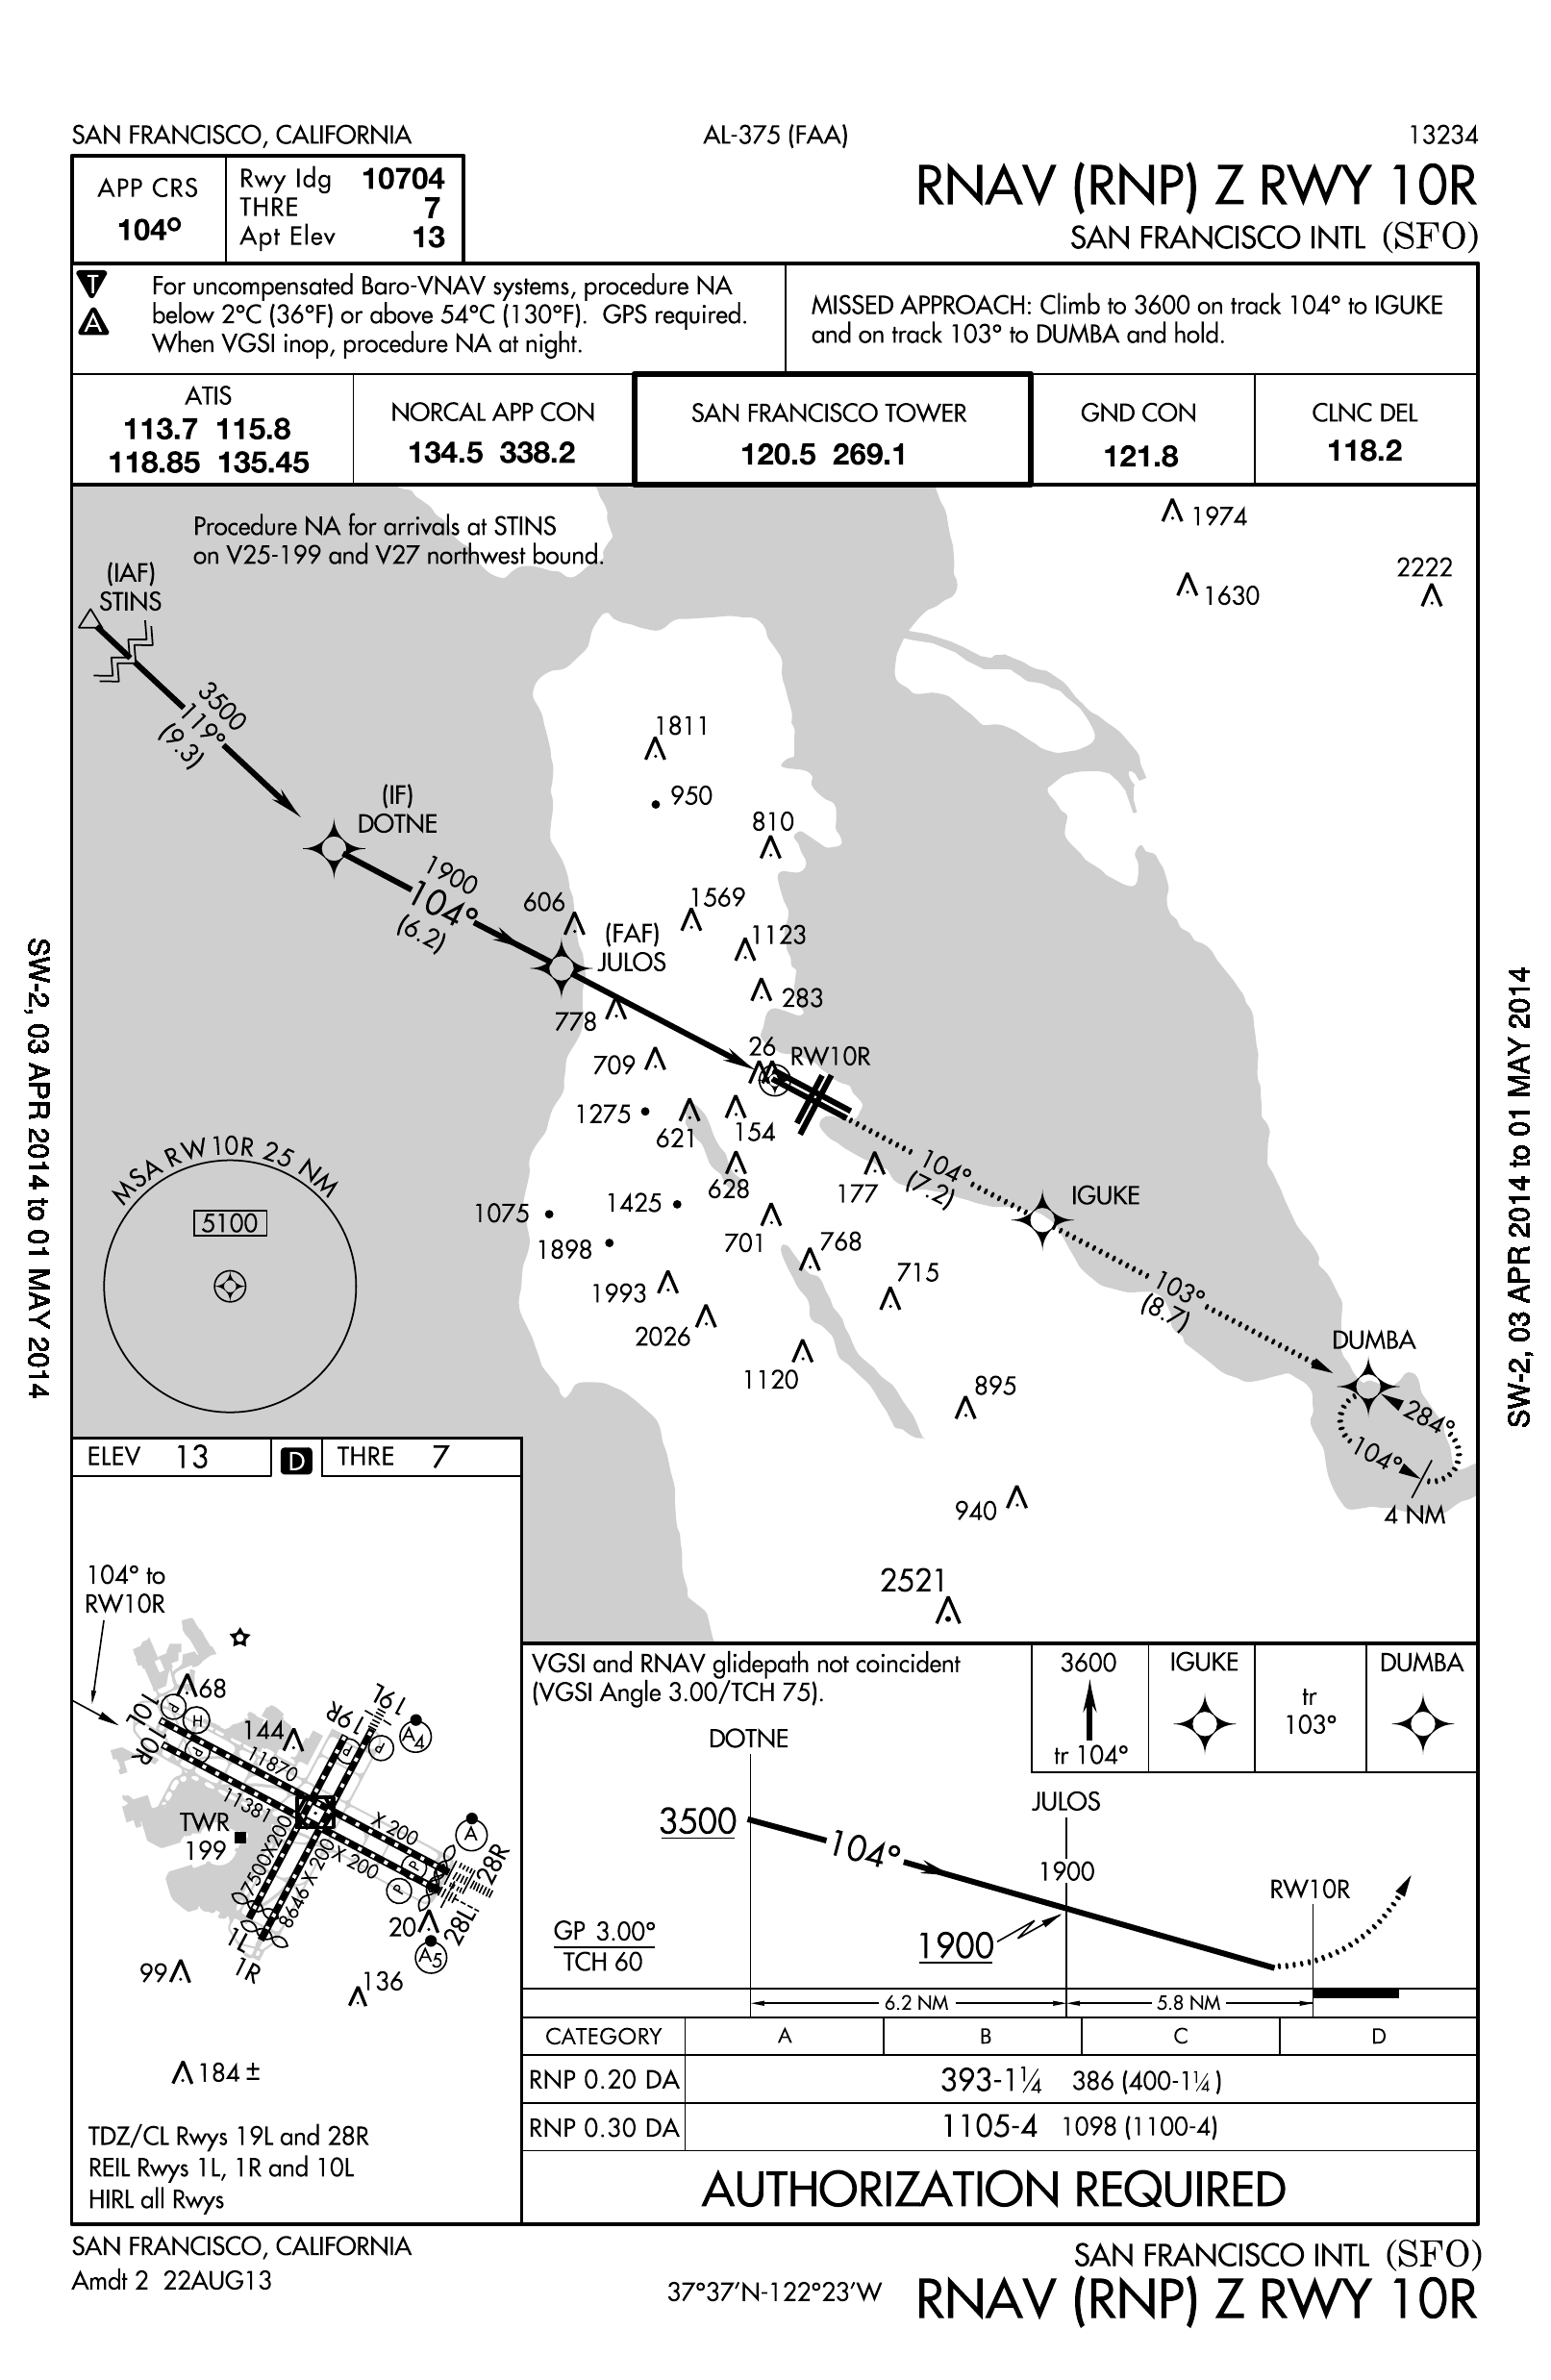 SAN FRANCISCO, CALIFORNIA
AL-375 (FAA)
13234
APP CRS
104°
Rwy Idg 10704
THRE 7
Apt Elev 13
RNAV (RNP) Z RWY 10R
SAN FRANCISCO INTL (SFO)
T
A
For uncompensated Baro-VNAV systems, procedure NA
below 2°C (36°F) or above 54°C (130°F). GPS required.
When VGSI inop, procedure NA at night.
MISSED APPROACH: Climb to 3600 on track 104° to IGUKE
and on track 103° to DUMBA and hold.
ATIS
113.7 115.8
118.85 135.45
NORCAL APP CON
134.5 338.2
SAN FRANCISCO TOWER
120.5 269.1
GND CON
121.8
CLNC DEL
118.2
Procedure NA for arrivals at STINS
on V25-199 and V27 northwest bound.
1974
1630
2222
(IAF)
STINS
3500
119°
(9.3)
1811
950
810
(IF)
DOTNE
1900
104°
(6.2)
606
1569
1123
(FAF)
JULOS
283
778
709
26
RW10R
1275
621
154
628
177
104°
(7.2)
IGUKE
MSA RW 10R 25 NM
5100
1075
1425
1898
701
768
1993
715
2026
1120
103°
(8.7)
DUMBA
284°
104°
4 NM
895
940
2521
SW-2, 03 APR 2014 to 01 MAY 2014
SW-2, 03 APR 2014 to 01 MAY 2014
ELEV 13
D
THRE 7
104° to
RW10R
68
10L
10R
P
H
P
144
19R
19L
P
P
A4
11870
X 200
11381
X 200
TWR
199
7500X200
8646 X 200
A
P
P
28R
28L
20
A5
1L
1R
99
136
184 ±
TDZ/CL Rwys 19L and 28R
REIL Rwys 1L, 1R and 10L
HIRL all Rwys
VGSI and RNAV glidepath not coincident
(VGSI Angle 3.00/TCH 75).
3600
tr 104°
IGUKE
tr
103°
DUMBA
DOTNE
3500
104°
JULOS
1900
1900
RW10R
GP 3.00°
TCH 60
6.2 NM
5.8 NM
CATEGORY A B C D
RNP 0.20 DA 393-1¼ 386 (400-1¼)
RNP 0.30 DA 1105-4 1098 (1100-4)
AUTHORIZATION REQUIRED
SAN FRANCISCO, CALIFORNIA
Amdt 2 22AUG13
37°37'N-122°23'W
SAN FRANCISCO INTL (SFO)
RNAV (RNP) Z RWY 10R